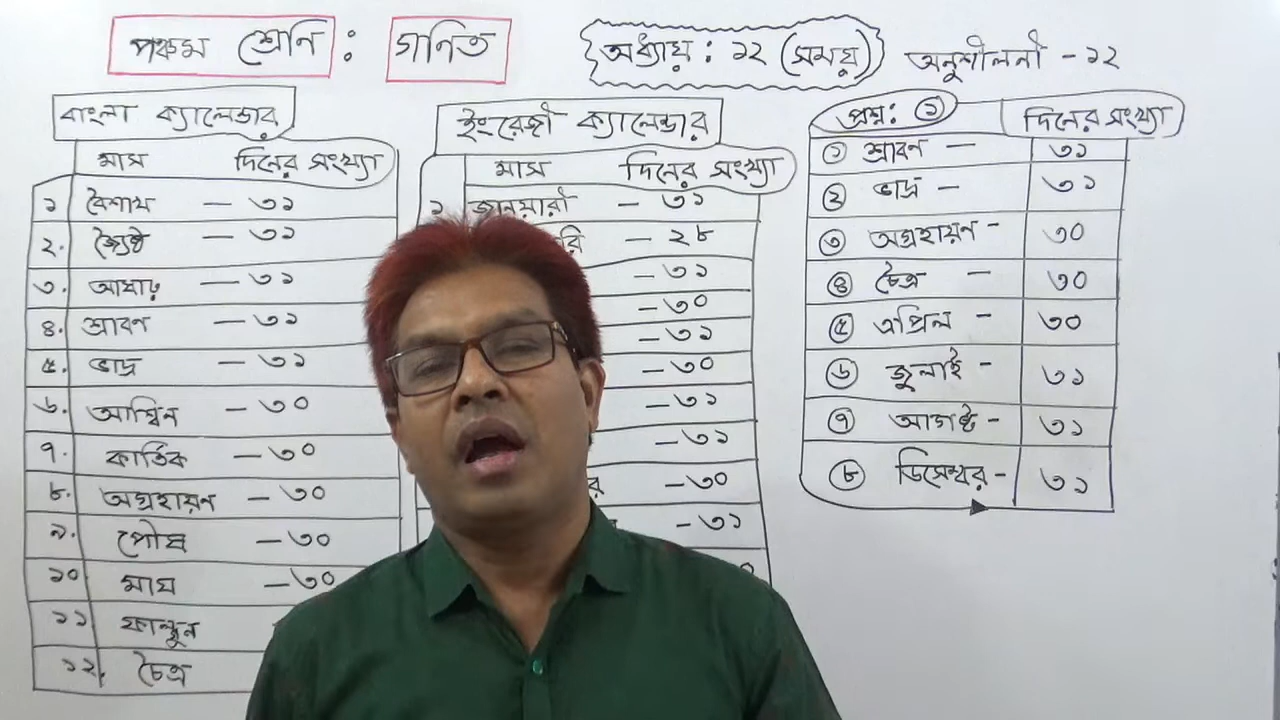 পঞ্চম শ্রেণি : গণিত
অধ্যায় : ১২ (সময়) অনুশীলনী - ১২
বাংলা ক্যালেন্ডার
মাস দিনের সংখ্যা
১ বৈশাখ — ৩১
২. জ্যৈষ্ঠ — ৩১
৩. আষাঢ় — ৩১
৪. শ্রাবণ — ৩১
৫. ভাদ্র — ৩১
৬. আশ্বিন — ৩০
৭. কার্তিক — ৩০
৮. অগ্রহায়ণ — ৩০
৯. পৌষ — ৩০
১০. মাঘ — ৩০
১১ ফাল্গুন
১২. চৈত্র
ইংরেজী ক্যালেন্ডার
মাস দিনের সংখ্যা
১ জানুয়ারী — ৩১
রি — ২৮
— ৩১
— ৩০
— ৩১
— ৩০
— ৩১
— ৩১
র — ৩০
— ৩১
প্রশ্ন: ১ দিনের সংখ্যা
১ শ্রাবণ — ৩১
২ ভাদ্র — ৩১
৩ অগ্রহায়ণ - ৩০
৪ চৈত্র — ৩০
৫ এপ্রিল - ৩০
৬ জুলাই - ৩১
৭ আগষ্ট - ৩১
৮ ডিসেম্বর - ৩১